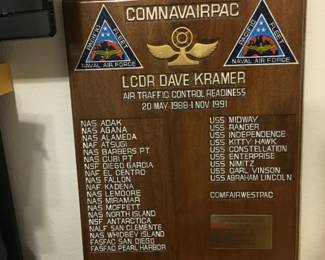 COMNAVAIRPAC
PACIFIC FLEET
NAVAL AIR FORCE
PACIFIC FLEET
NAVAL AIR FORCE
LCDR DAVE KRAMER
AIR TRAFFIC CONTROL READINESS
20 MAY 1988-1 NOV 1991
NAS ADAK
NAS AGANA
NAS ALAMEDA
NAF ATSUGI
NAS BARBERS PT
NAS CUBI PT
NSF DIEGO GARCIA
NAF EL CENTRO
NAS FALLON
NAF KADENA
NAS LEMOORE
NAS MIRAMAR
NAS MOFFETT
NAS NORTH ISLAND
NSF ANTARCTICA
NALF SAN CLEMENTE
NAS WHIDBEY ISLAND
FASFAC SAN DIEGO
FASFAC PEARL HARBOR
USS MIDWAY
USS RANGER
USS INDEPENDENCE
USS KITTY HAWK
USS CONSTELLATION
USS ENTERPRISE
USS NIMITZ
USS CARL VINSON
USS ABRAHAM LINCOLN
COMFAIRWESTPAC